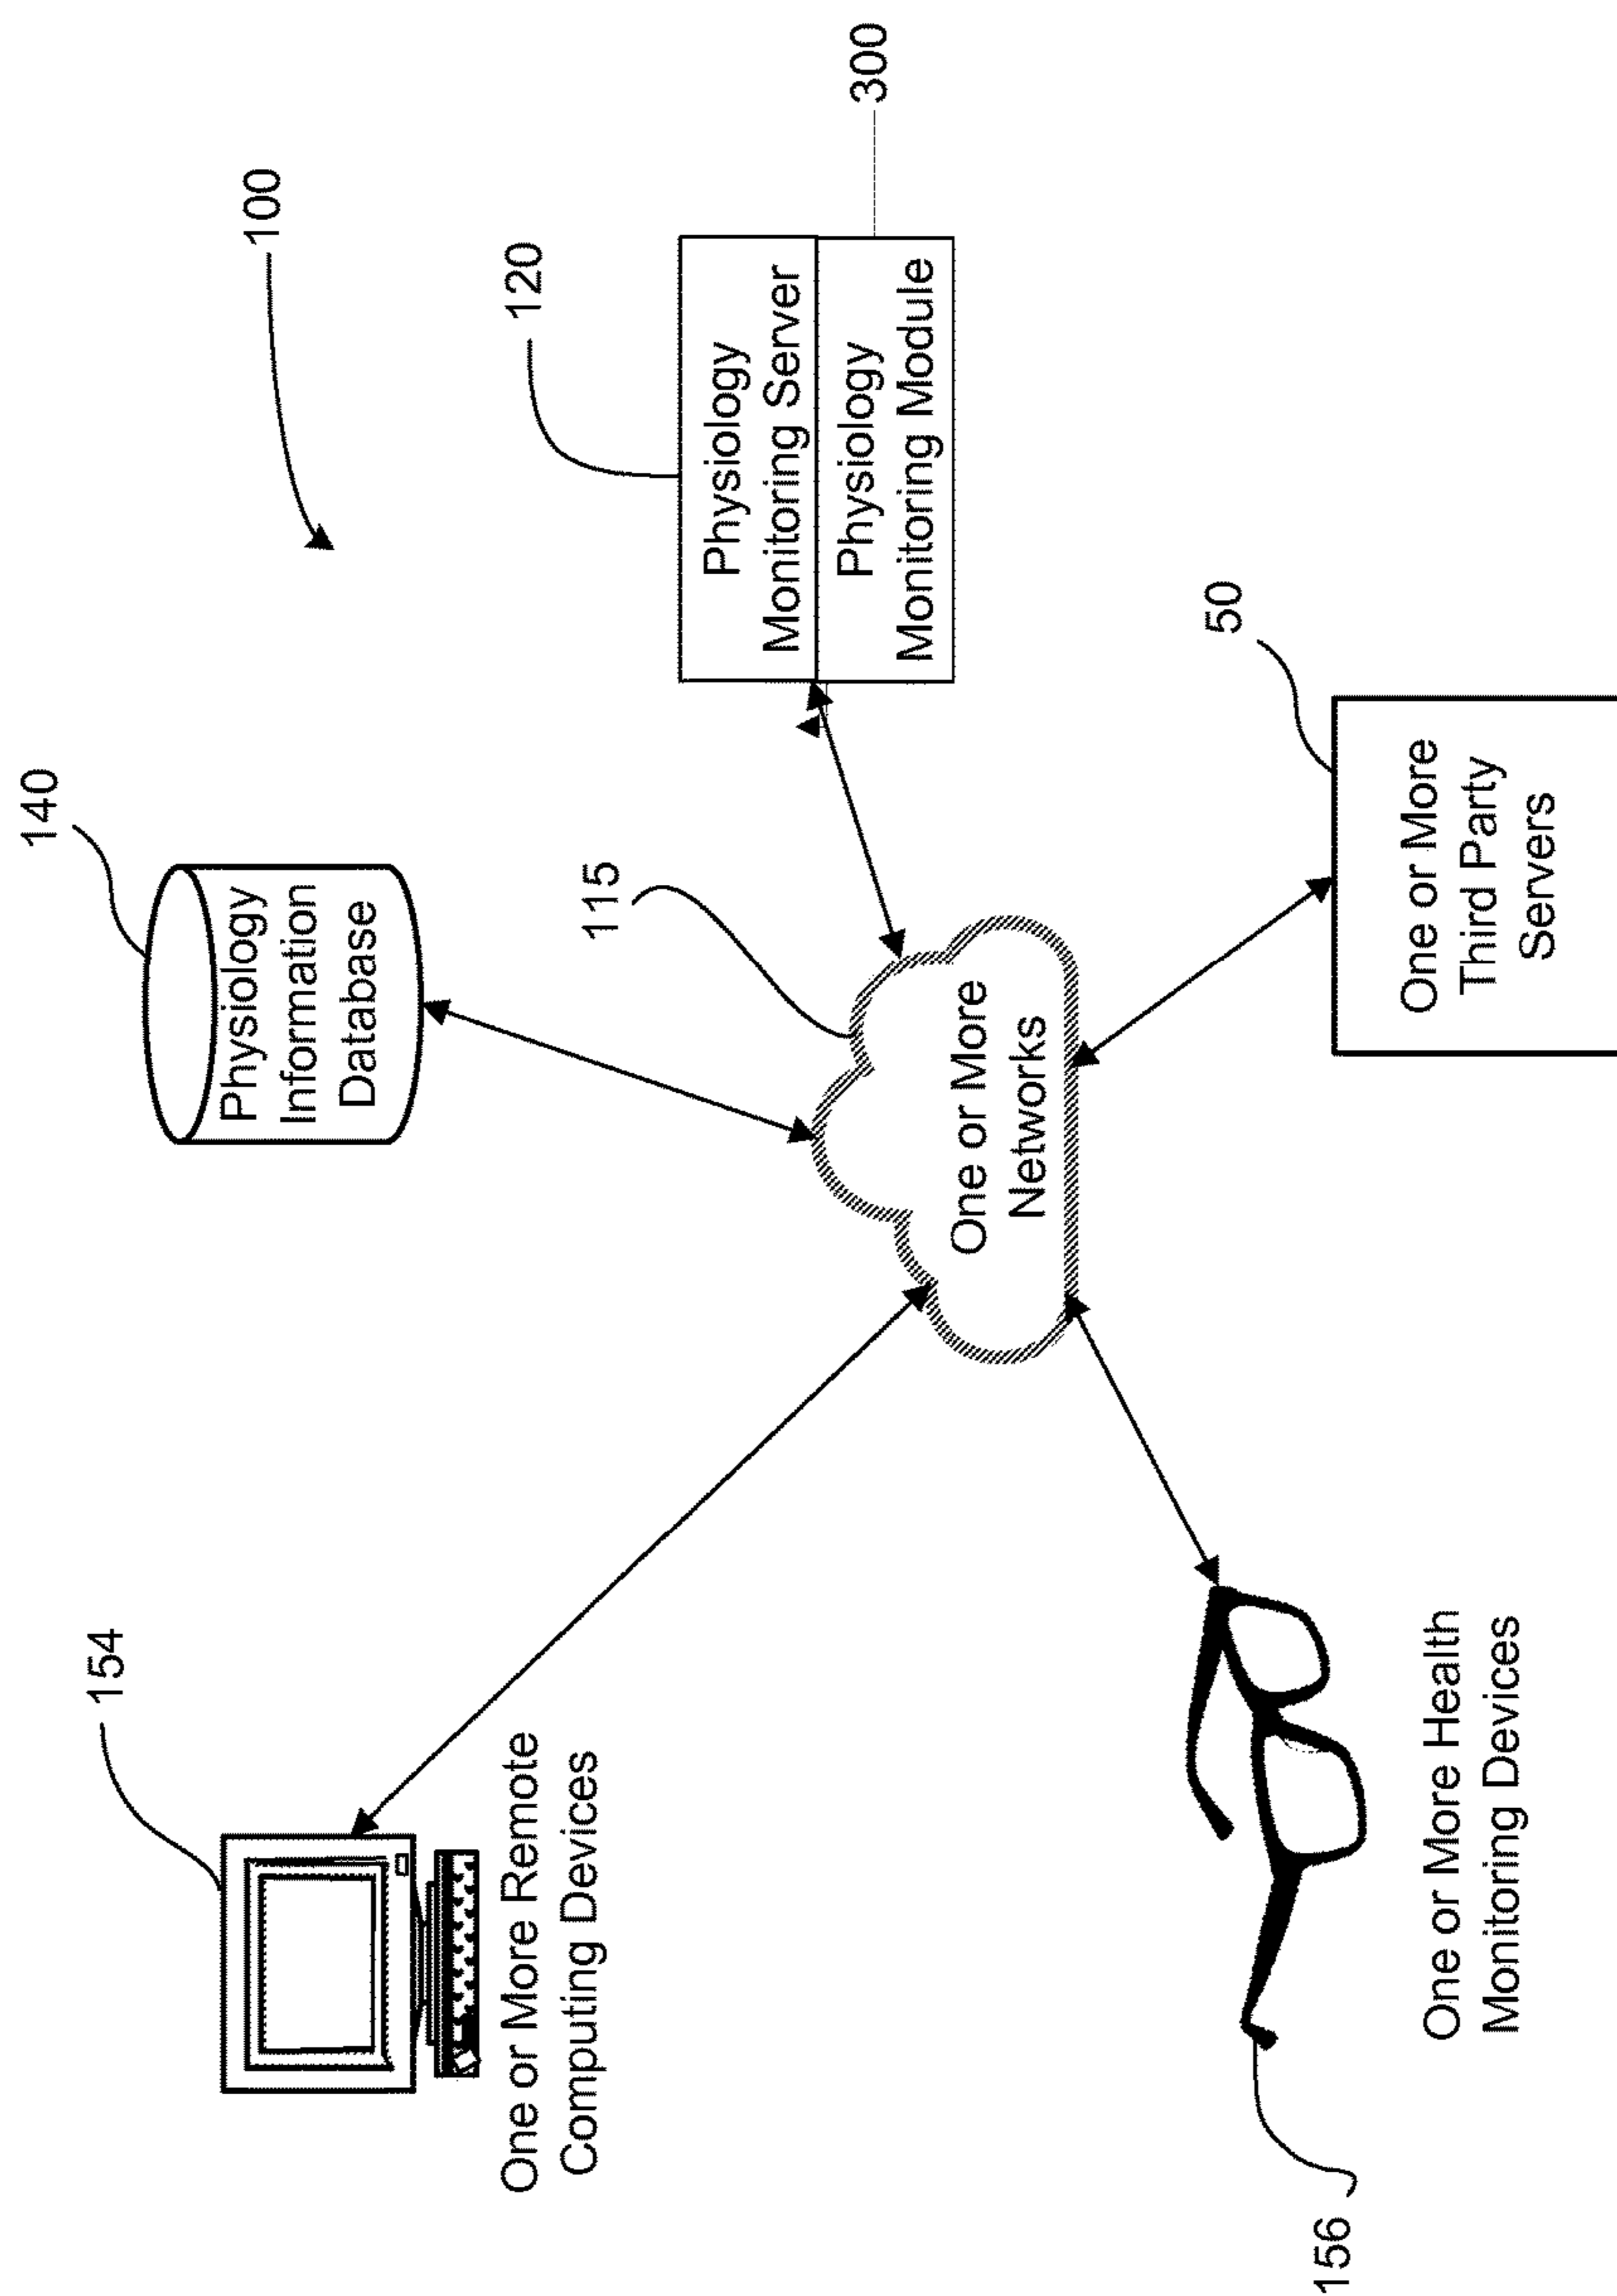 100
140
Physiology
Information
Database
154
One or More Remote
Computing Devices
120
Physiology
Monitoring Server
Physiology
Monitoring Module
300
115
One or More
Networks
50
One or More
Third Party
Servers
One or More Health
Monitoring Devices
156